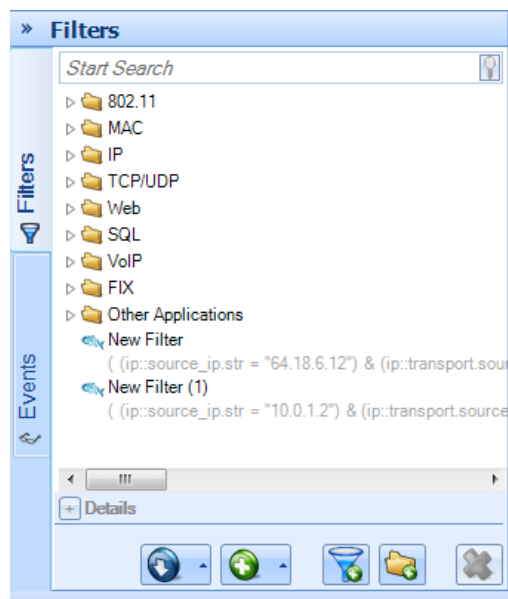 Filters
Start Search
802.11
MAC
IP
TCP/UDP
Web
SQL
VoIP
FIX
Other Applications
New Filter
( (ip::source_ip.str = "64.18.6.12") & (ip::transport.sour
New Filter (1)
( (ip::source_ip.str = "10.0.1.2") & (ip::transport.source
Details
Filters
Events